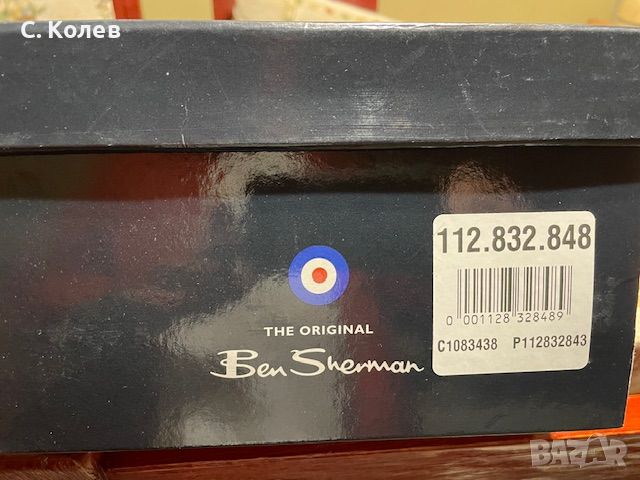 С. Колев
THE ORIGINAL
Ben Sherman
112.832.848
0 001128 328489
C1083438 P112832843
BAZAR